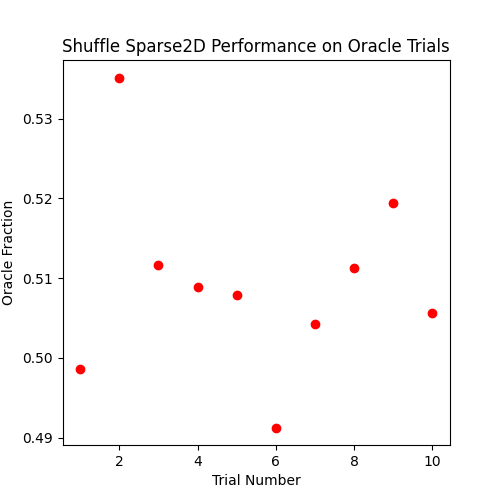 Shuffle Sparse2D Performance on Oracle Trials
Oracle Fraction
0.53
0.52
0.51
0.50
0.49
2 4 6 8 10
Trial Number